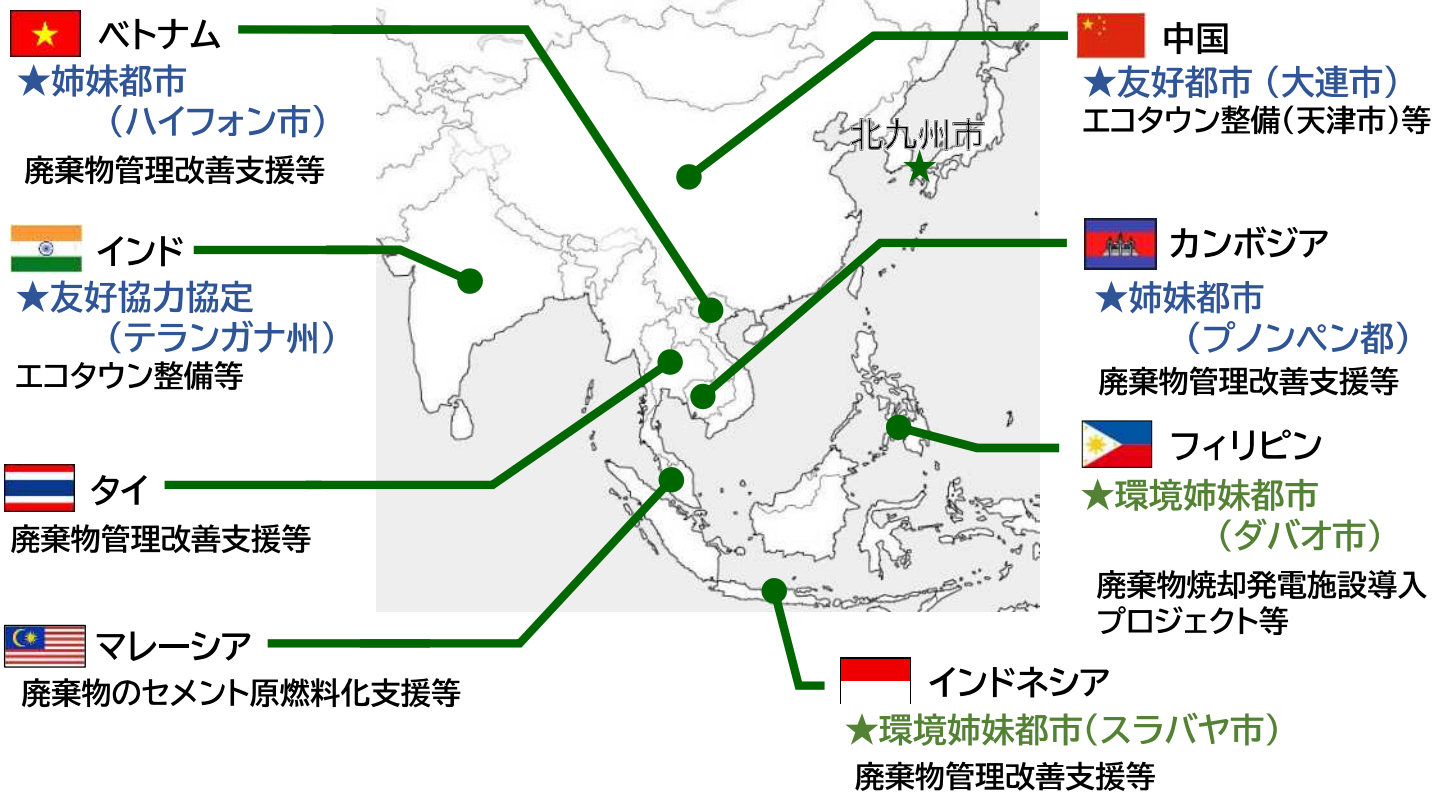 ベトナム
★姉妹都市
（ハイフォン市）
廃棄物管理改善支援等
インド
★友好協力協定
（テランガナ州）
エコタウン整備等
タイ
廃棄物管理改善支援等
マレーシア
廃棄物のセメント原燃料化支援等
北九州市
中国
★友好都市（大連市）
エコタウン整備（天津市）等
カンボジア
★姉妹都市
（プノンペン都）
廃棄物管理改善支援等
フィリピン
★環境姉妹都市
（ダバオ市）
廃棄物焼却発電施設導入
プロジェクト等
インドネシア
★環境姉妹都市（スラバヤ市）
廃棄物管理改善支援等